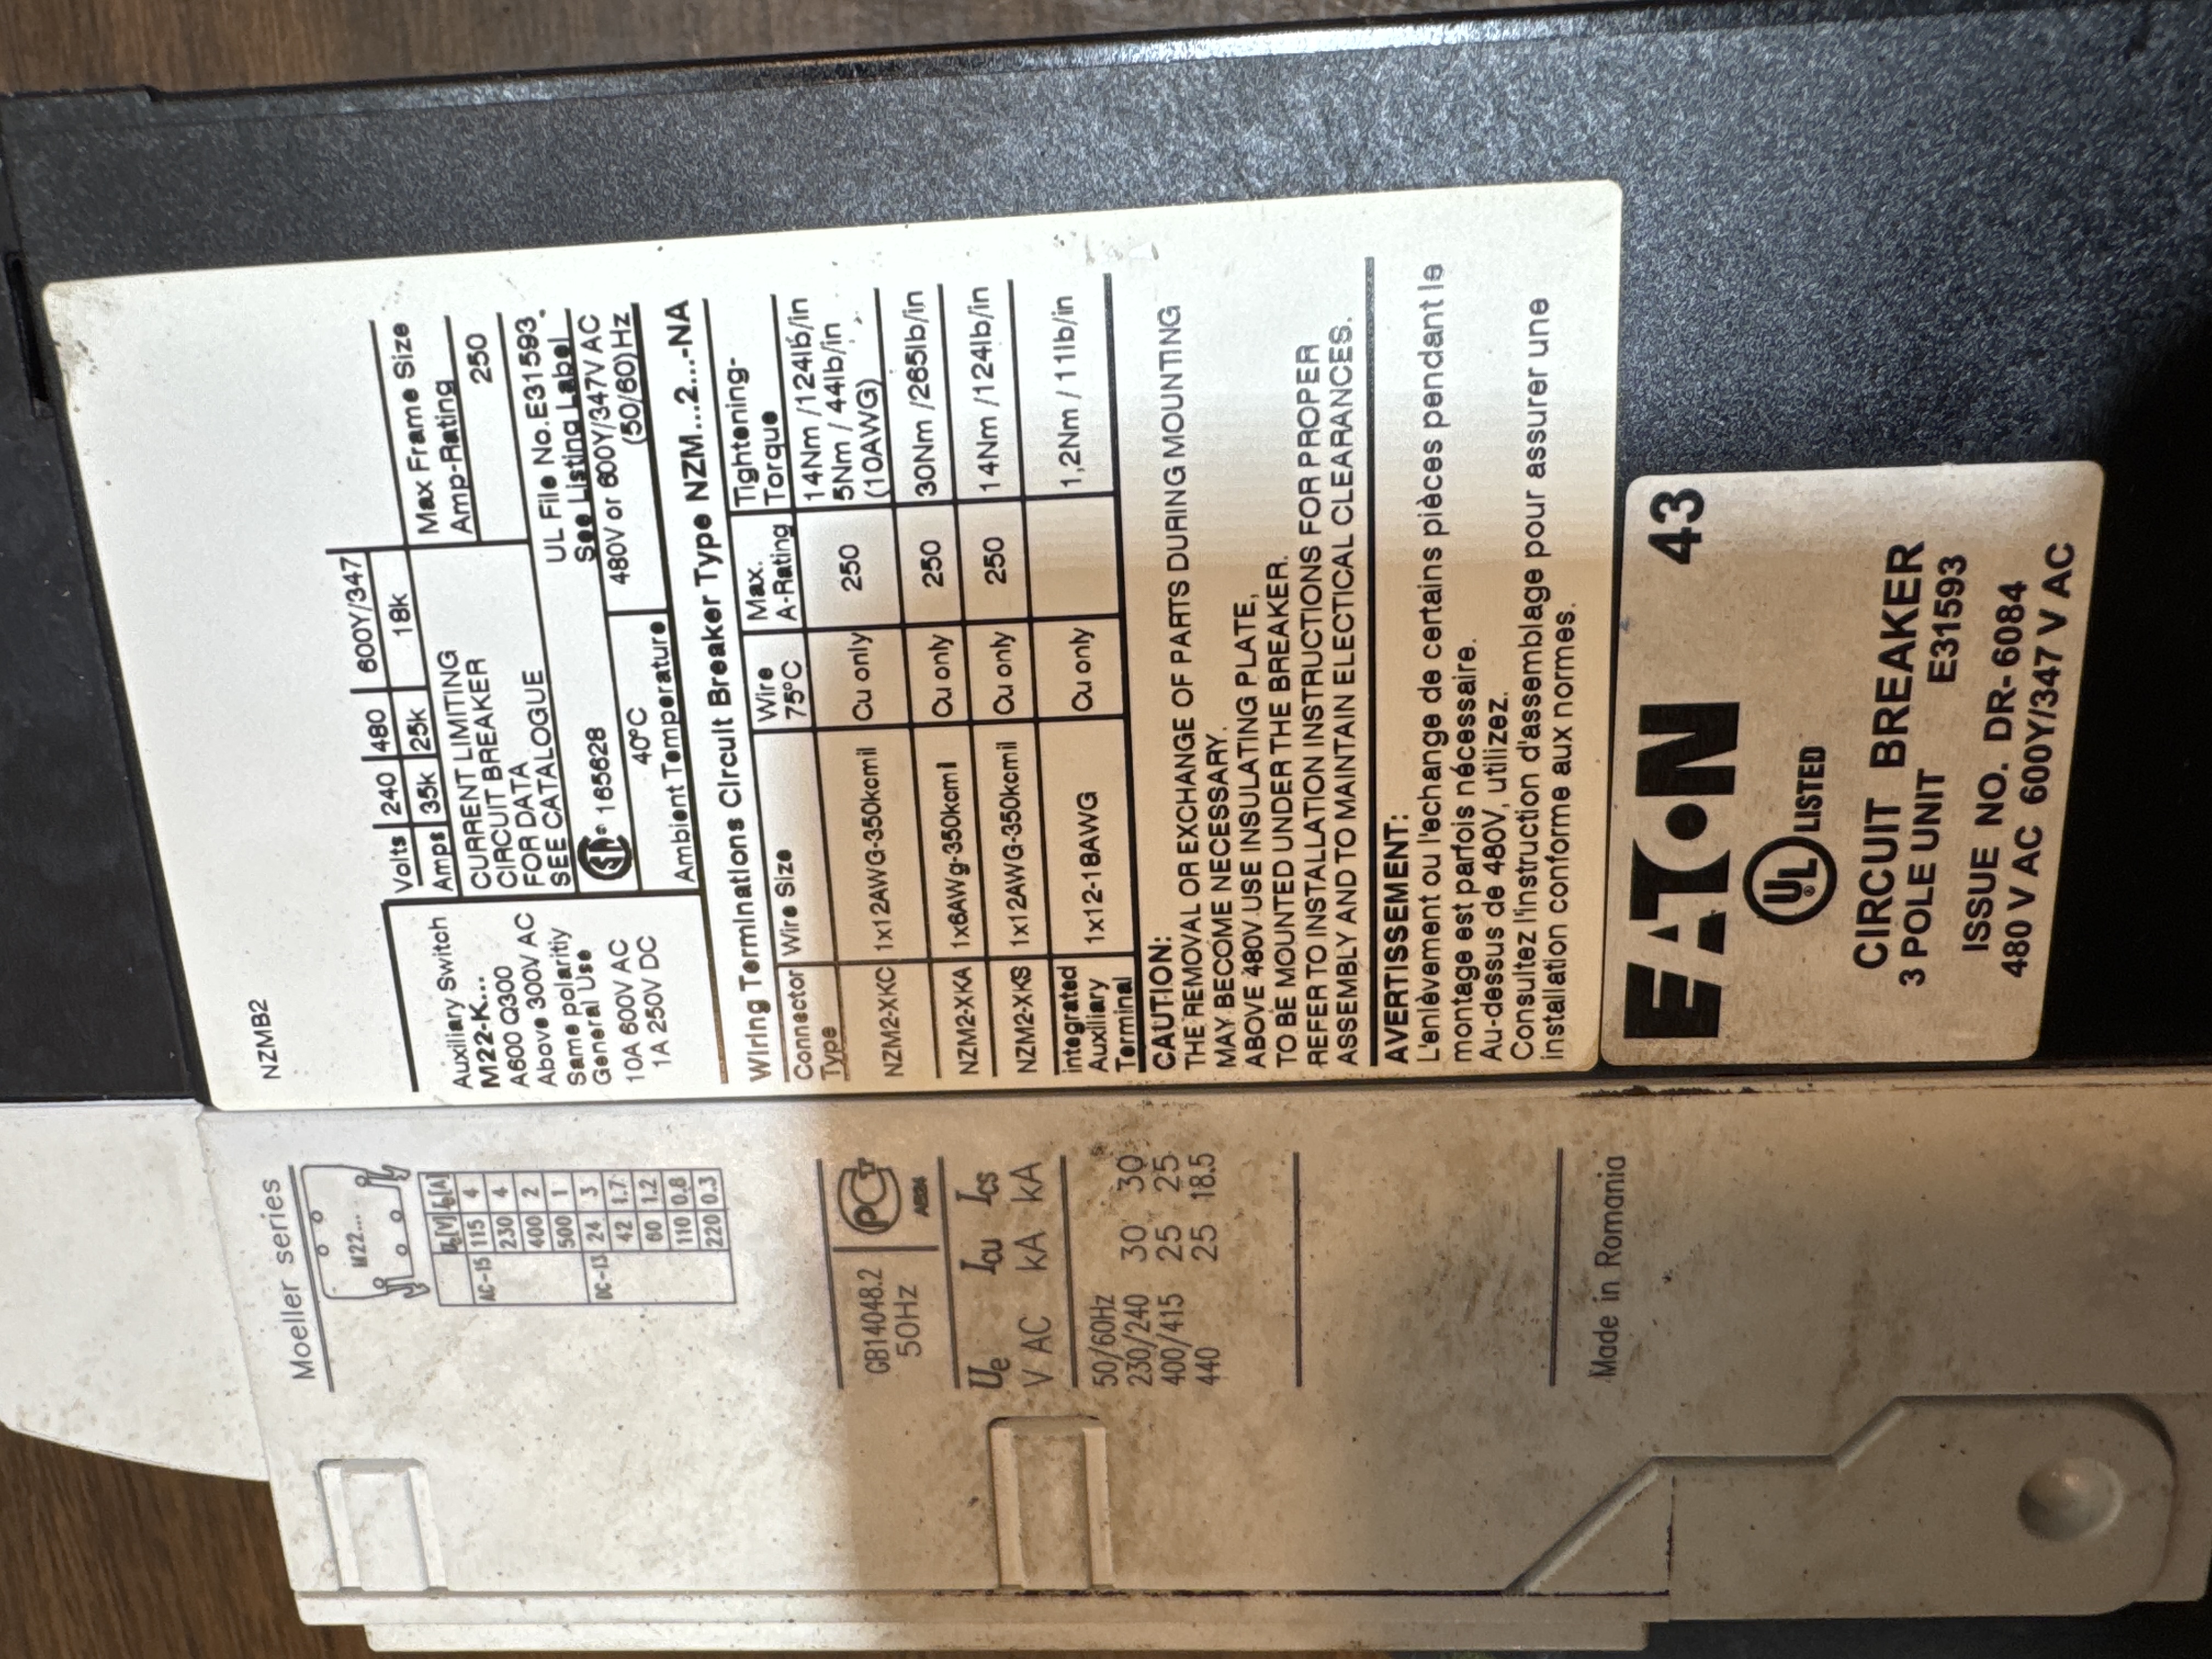 NZMB2
Volts 240 480 600Y/347
Amps 35k 25k 18k
Max Frame Size
Amp-Rating
250
Auxiliary Switch
M22-K...
A600 Q300
Above 300V AC
Same polaritiy
General Use
10A 600V AC
1A 250V DC
CURRENT LIMITING
CIRCUIT BREAKER
FOR DATA
SEE CATALOGUE
UL File No.E31593
See Listing Label
SA 165628
480V or 600Y/347V AC
(50/60)Hz
40°C
Ambient Temperature
Wiring Terminations Circuit Breaker Type NZM...2...-NA
Connector Type Wire Size Wire 75°C Max. A-Rating Tightening-Torque
NZM2-XKC 1x12AWG-350kcmil Cu only 250 14Nm /124lb/in
5Nm / 44lb/in
(10AWG)
NZM2-XKA 1x6AWg-350kcmil Cu only 250 30Nm /265lb/in
NZM2-XKS 1x12AWG-350kcmil Cu only 250 14Nm /124lb/in
integrated Auxiliary Terminal 1x12-18AWG Cu only 1,2Nm / 11lb/in
CAUTION:
THE REMOVAL OR EXCHANGE OF PARTS DURING MOUNTING
MAY BECOME NECESSARY.
ABOVE 480V USE INSULATING PLATE,
TO BE MOUNTED UNDER THE BREAKER.
REFER TO INSTALLATION INSTRUCTIONS FOR PROPER
ASSEMBLY AND TO MAINTAIN ELECTICAL CLEARANCES.
AVERTISSEMENT:
L'enlèvement ou l'echange de certains pièces pendant le
montage est parfois nécessaire.
Au-dessus de 480V, utilizez.
Consultez l'instruction d'assemblage pour assurer une
installation conforme aux normes.
EATON 43
UL LISTED
CIRCUIT BREAKER
3 POLE UNIT E31593
ISSUE NO. DR-6084
480 V AC 600Y/347 V AC
Moeller series
M22...
Ue[V] Ie[A]
AC-15 115 4
230 4
400 2
500 1
DC-13 24 3
42 1.7
60 1.2
110 0.8
220 0.3
GB14048.2
50Hz
PCT
Ue Icu Ics
V AC kA kA
50/60Hz
230/240 30 30
400/415 25 25
440 25 18.5
Made in Romania